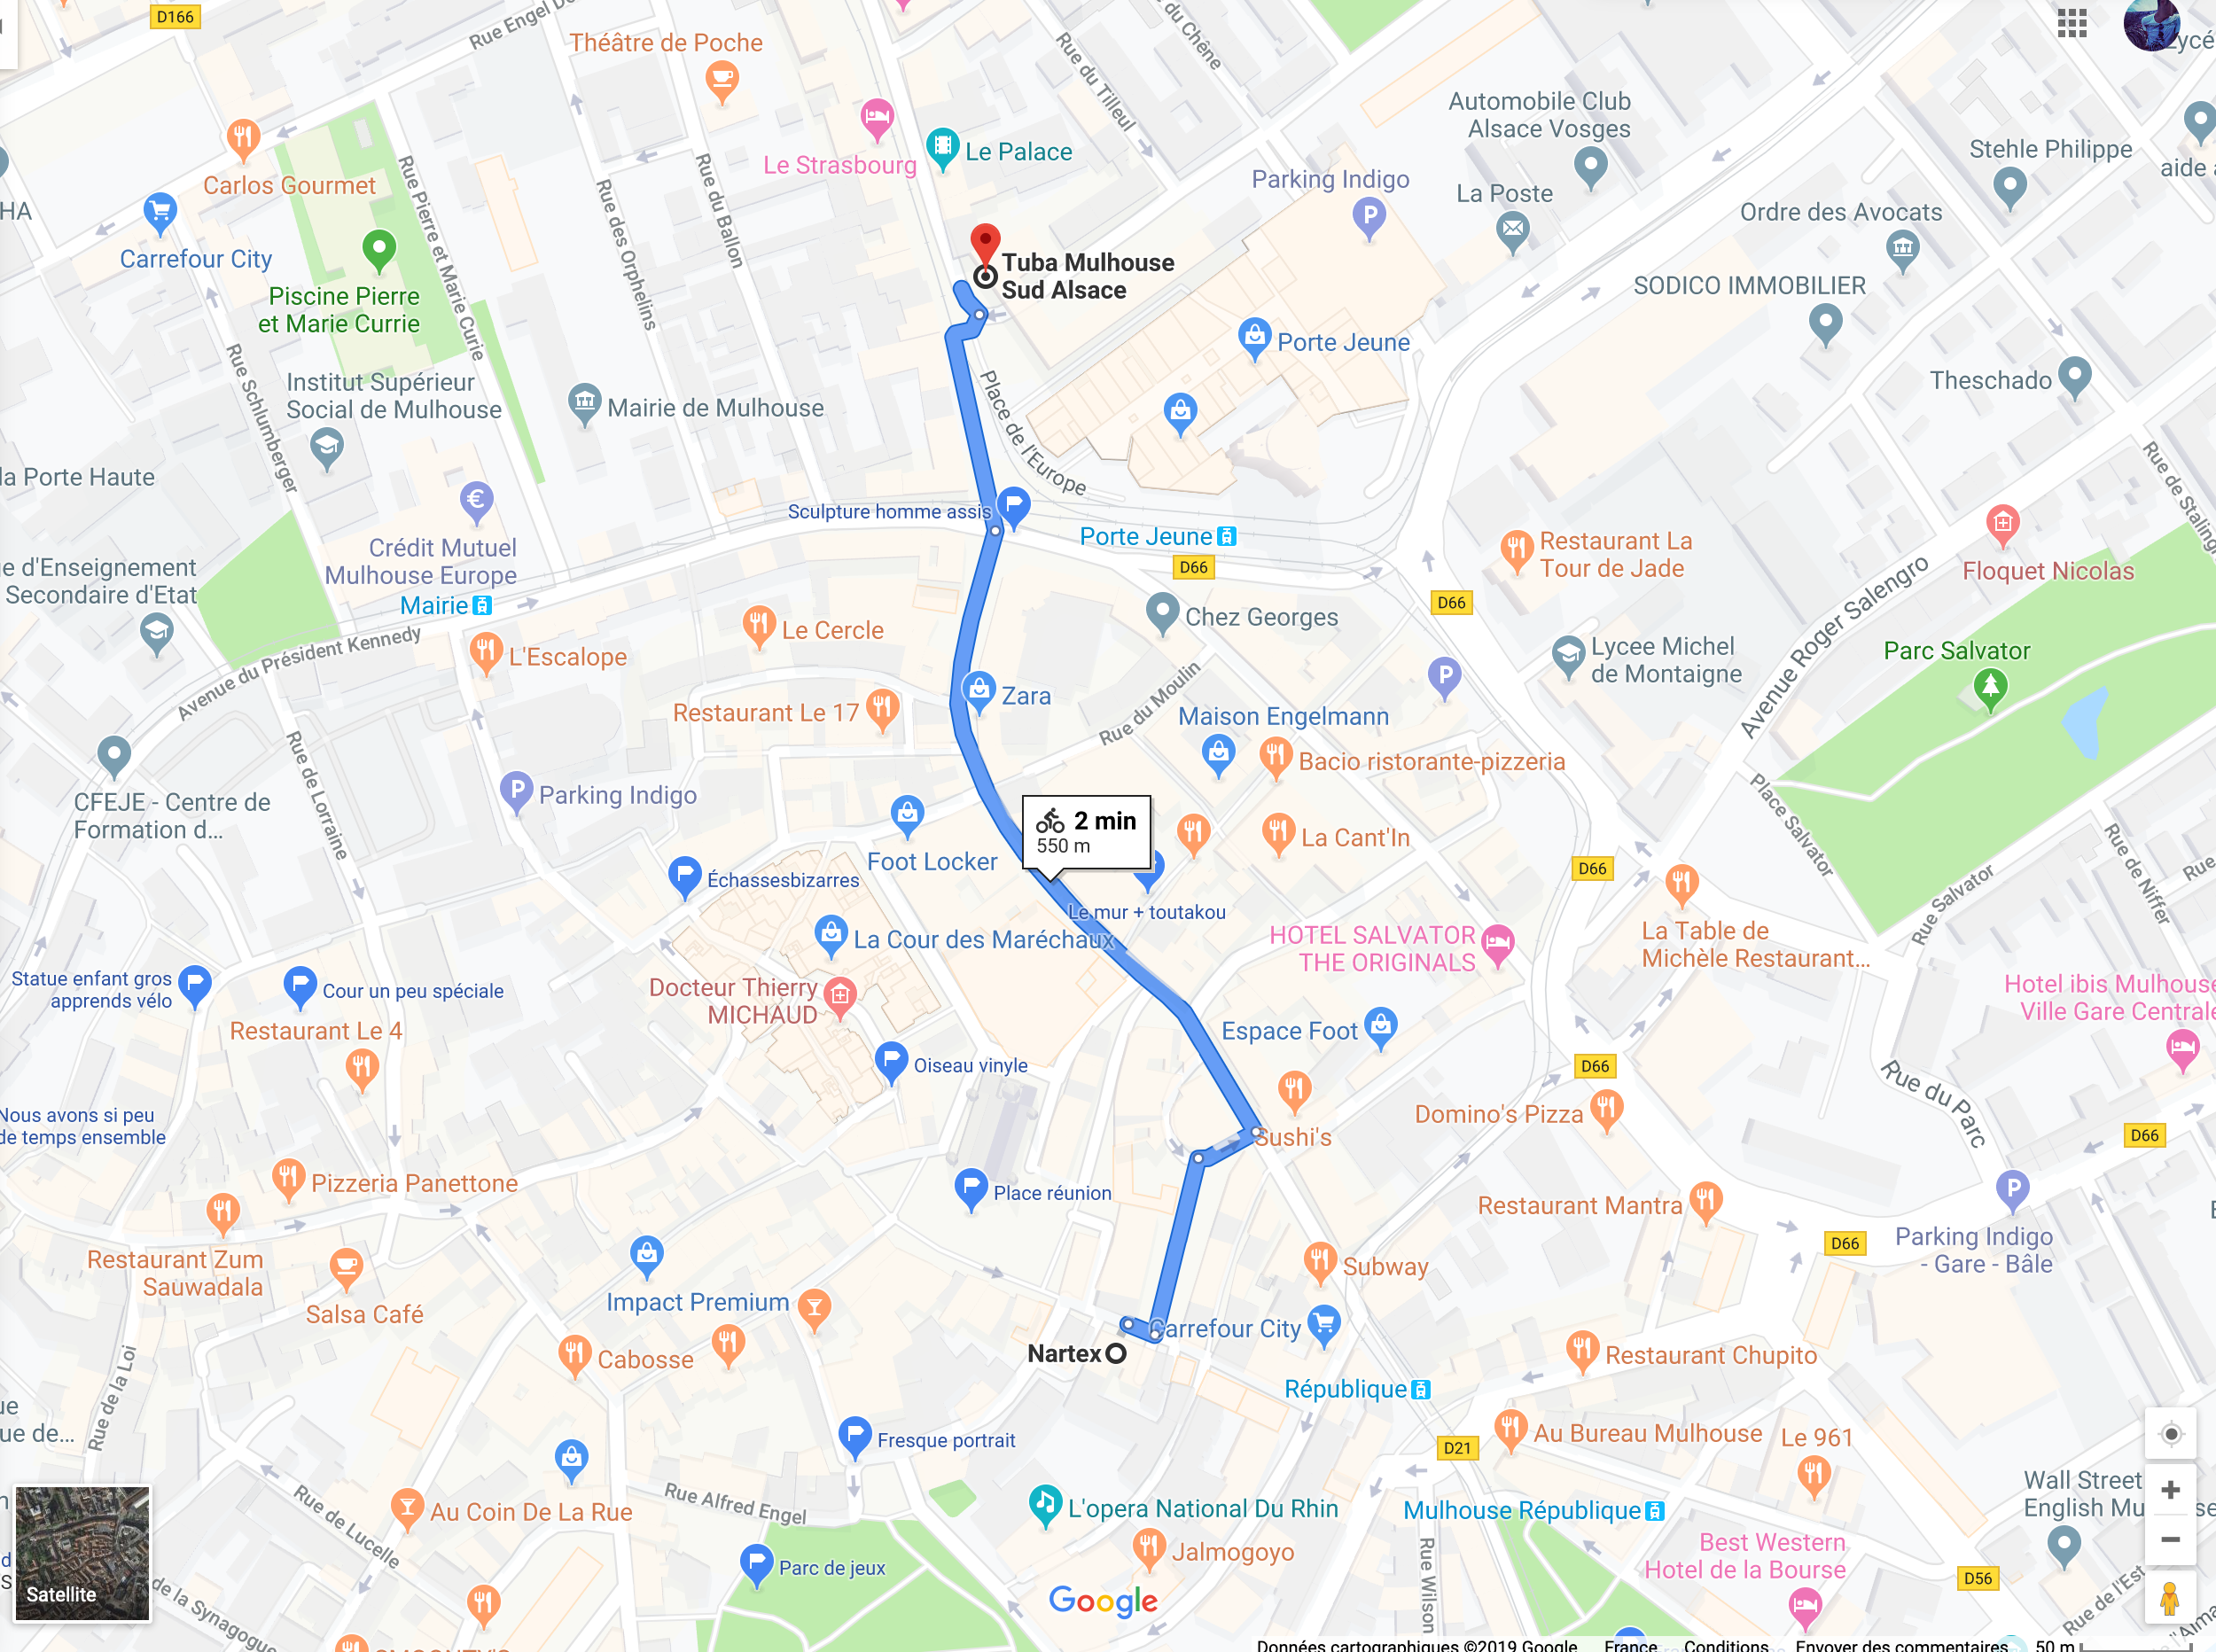 D166
Rue Engel
Théâtre de Poche
Rue du Tilleul
du Chêne
Carlos Gourmet
Carrefour City
Piscine Pierre
et Marie Currie
Rue Pierre et Marie Curie
Rue des Orphelins
Rue du Ballon
Le Strasbourg
Le Palace
Tuba Mulhouse
Sud Alsace
Parking Indigo
Automobile Club
Alsace Vosges
La Poste
Stehle Philippe
aide
Ordre des Avocats
SODICO IMMOBILIER
Theschado
Porte Jeune
Rue Schlumberger
Institut Supérieur
Social de Mulhouse
Mairie de Mulhouse
Place de l'Europe
la Porte Haute
Crédit Mutuel
Mulhouse Europe
Mairie
Sculpture homme assis
Porte Jeune
D66
D66
Restaurant La
Tour de Jade
Rue de Stalin
Floquet Nicolas
Avenue Roger Salengro
Parc Salvator
e d'Enseignement
Secondaire d'Etat
Avenue du Président Kennedy
L'Escalope
Le Cercle
Chez Georges
Lycee Michel
de Montaigne
Restaurant Le 17
Zara
Rue du Moulin
Maison Engelmann
Bacio ristorante-pizzeria
CFEJE - Centre de
Formation d...
Rue de Lorraine
Parking Indigo
Foot Locker
2 min
550 m
La Cant'In
Place Salvator
D66
Rue Salvator
Rue de Niffer
Rue
Échassesbizarres
Le mur + toutakou
La Cour des Maréchaux
HOTEL SALVATOR
THE ORIGINALS
La Table de
Michèle Restaurant...
Statue enfant gros
apprends vélo
Cour un peu spéciale
Docteur Thierry
MICHAUD
Hotel ibis Mulhouse
Ville Gare Centrale
Restaurant Le 4
Espace Foot
Oiseau vinyle
D66
Rue du Parc
Nous avons si peu
de temps ensemble
Sushi's
Domino's Pizza
D66
Pizzeria Panettone
Place réunion
Restaurant Mantra
Parking Indigo
- Gare - Bâle
D66
Restaurant Zum
Sauwadala
Salsa Café
Impact Premium
Subway
Carrefour City
Nartex
Cabosse
Restaurant Chupito
République
Rue de la Loi
ue de...
Fresque portrait
Au Bureau Mulhouse
Le 961
D21
Wall Street
English Mu
Rue de Lucelle
Au Coin De La Rue
Rue Alfred Engel
L'opera National Du Rhin
Mulhouse République
Jalmogoyo
Best Western
Hotel de la Bourse
Parc de jeux
Rue Wilson
D56
Satellite
de la Synagogue
Google
Rue de l'Est
Données cartographiques ©2019 Google France Conditions Envoyer des commentaires 50 m